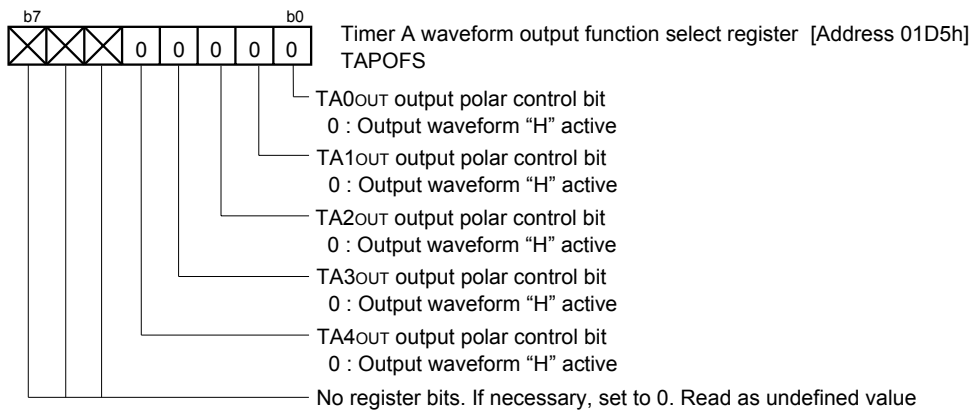 b7 b0
0 0 0 0 0
Timer A waveform output function select register [Address 01D5h]
TAPOFS
TA0OUT output polar control bit
0 : Output waveform “H” active
TA1OUT output polar control bit
0 : Output waveform “H” active
TA2OUT output polar control bit
0 : Output waveform “H” active
TA3OUT output polar control bit
0 : Output waveform “H” active
TA4OUT output polar control bit
0 : Output waveform “H” active
No register bits. If necessary, set to 0. Read as undefined value